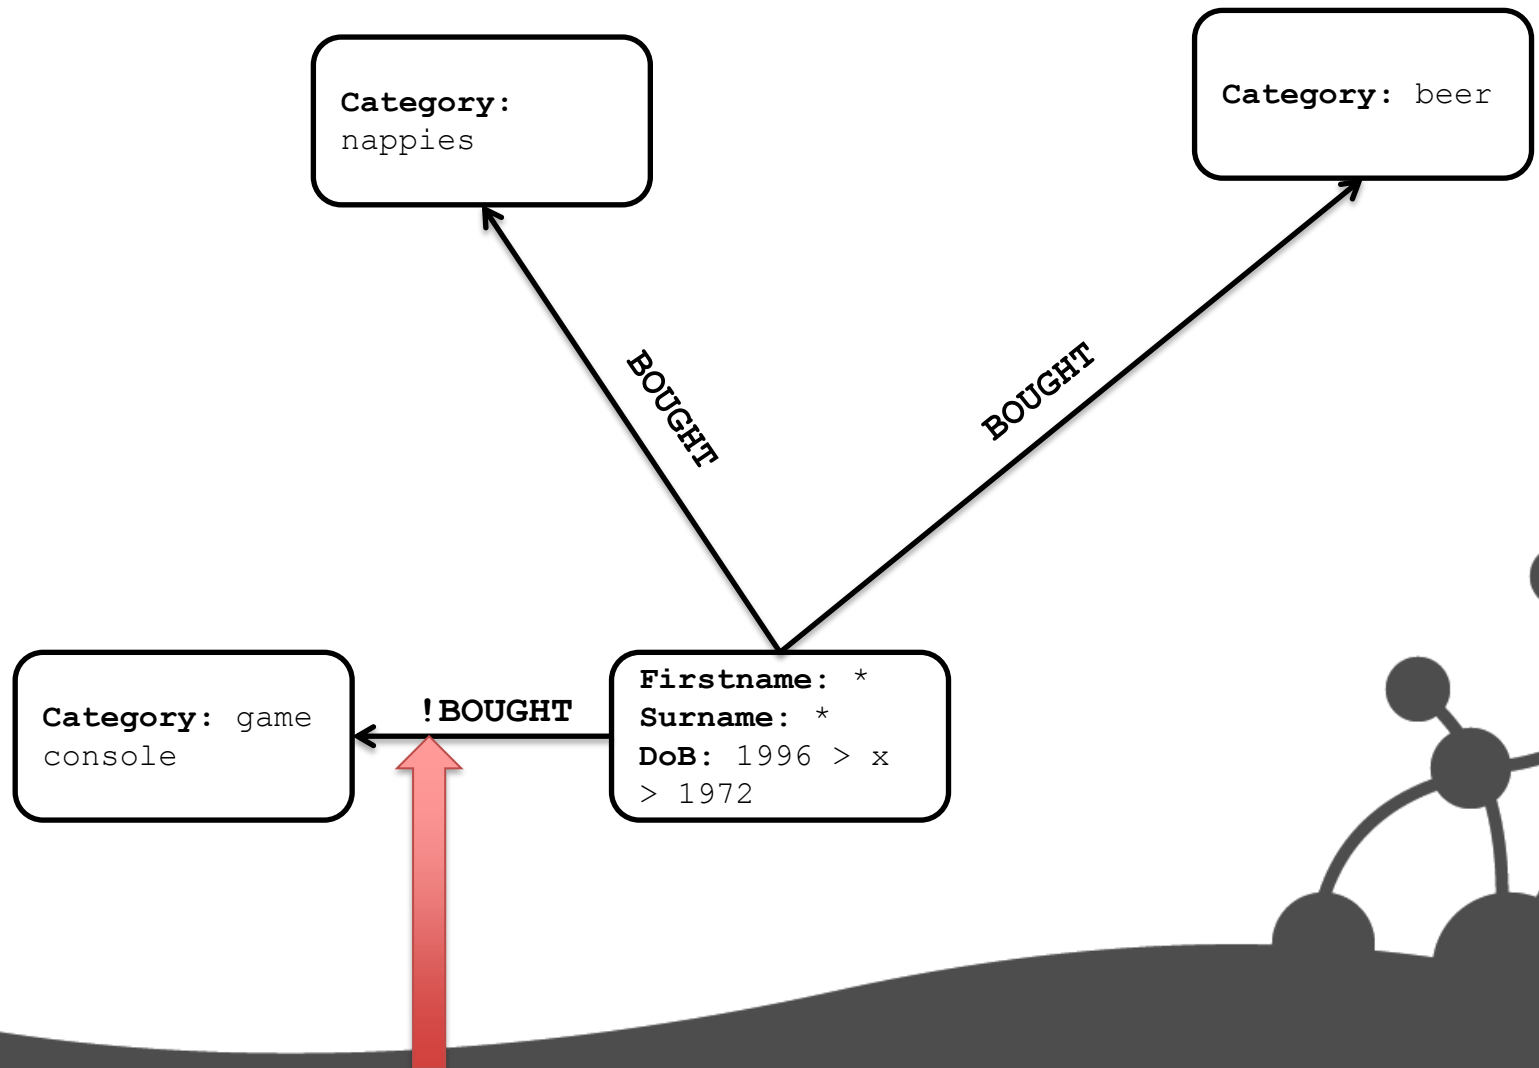 Category:
nappies
Category: beer
BOUGHT
BOUGHT
Category: game
console
!BOUGHT
Firstname: *
Surname: *
DoB: 1996 > x
> 1972